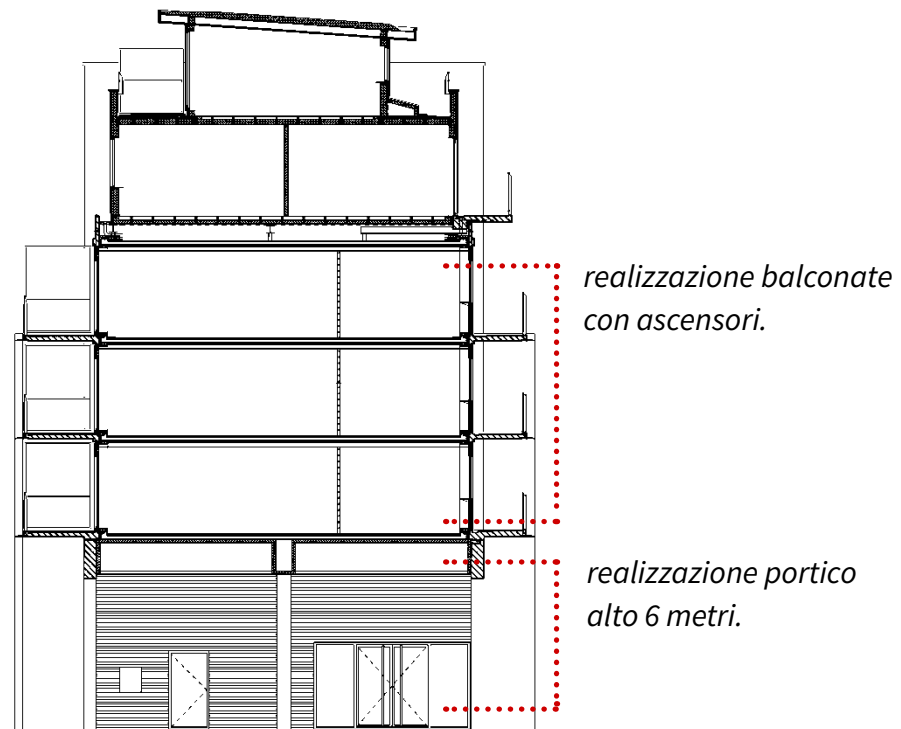 realizzazione balconate
con ascensori.
realizzazione portico
alto 6 metri.